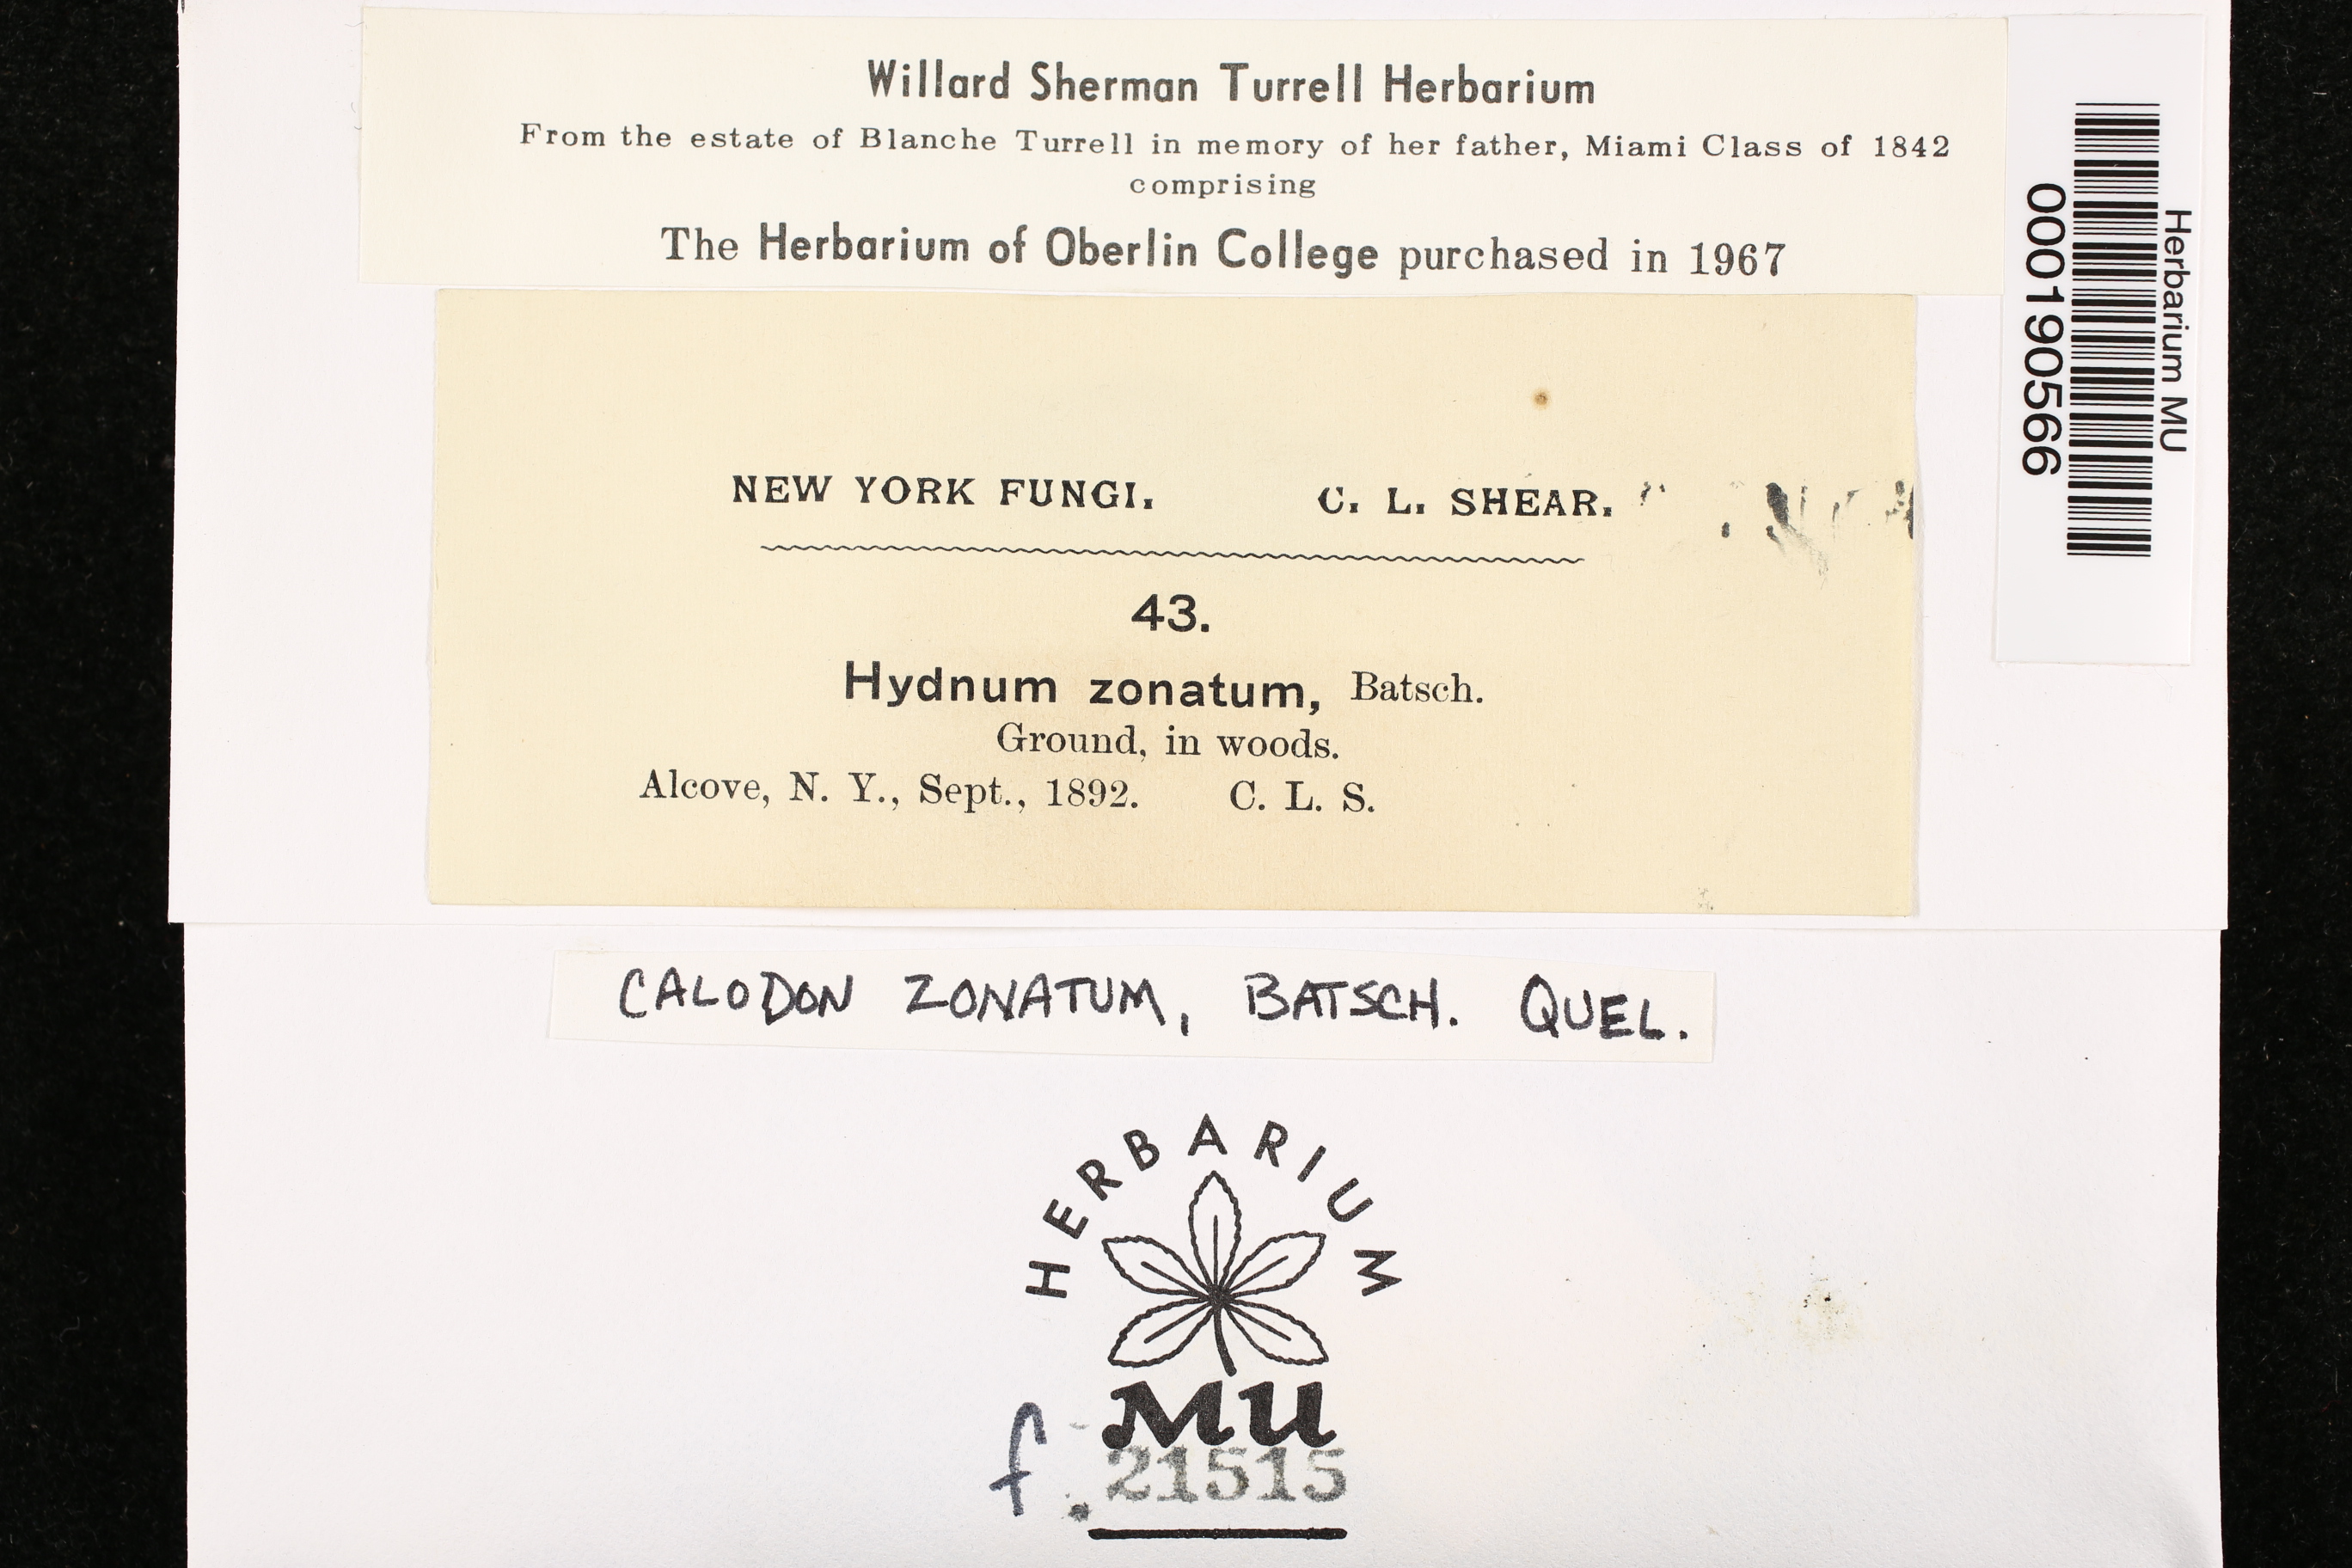 Willard Sherman Turrell Herbarium
From the estate of Blanche Turrell in memory of her father, Miami Class of 1842
comprising
The Herbarium of Oberlin College purchased in 1967
Herbarium MU
000190566
NEW YORK FUNGI. C. L. SHEAR.
43.
Hydnum zonatum, Batsch.
Ground, in woods.
Alcove, N. Y., Sept., 1892. C. L. S.
CALODON ZONATUM, BATSCH. QUEL.
HERBARIUM
MU
f. 21515